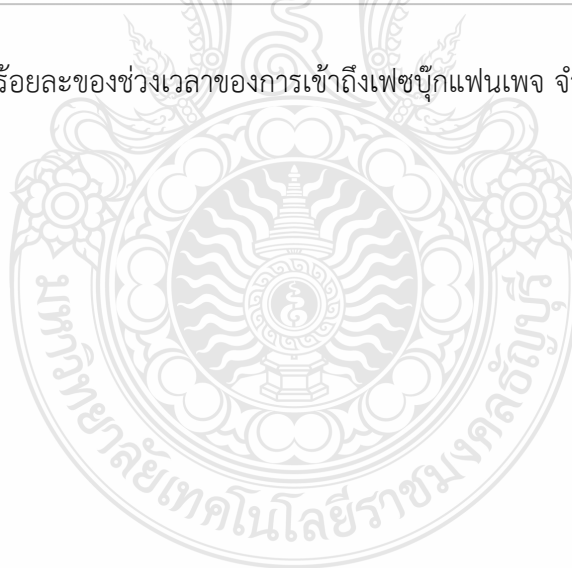 ร้อยละของช่วงเวลาของการเข้าถึงเฟซบุ๊กแฟนเพจ
มหาวิทยาลัยเทคโนโลยีราชมงคลธัญบุรี